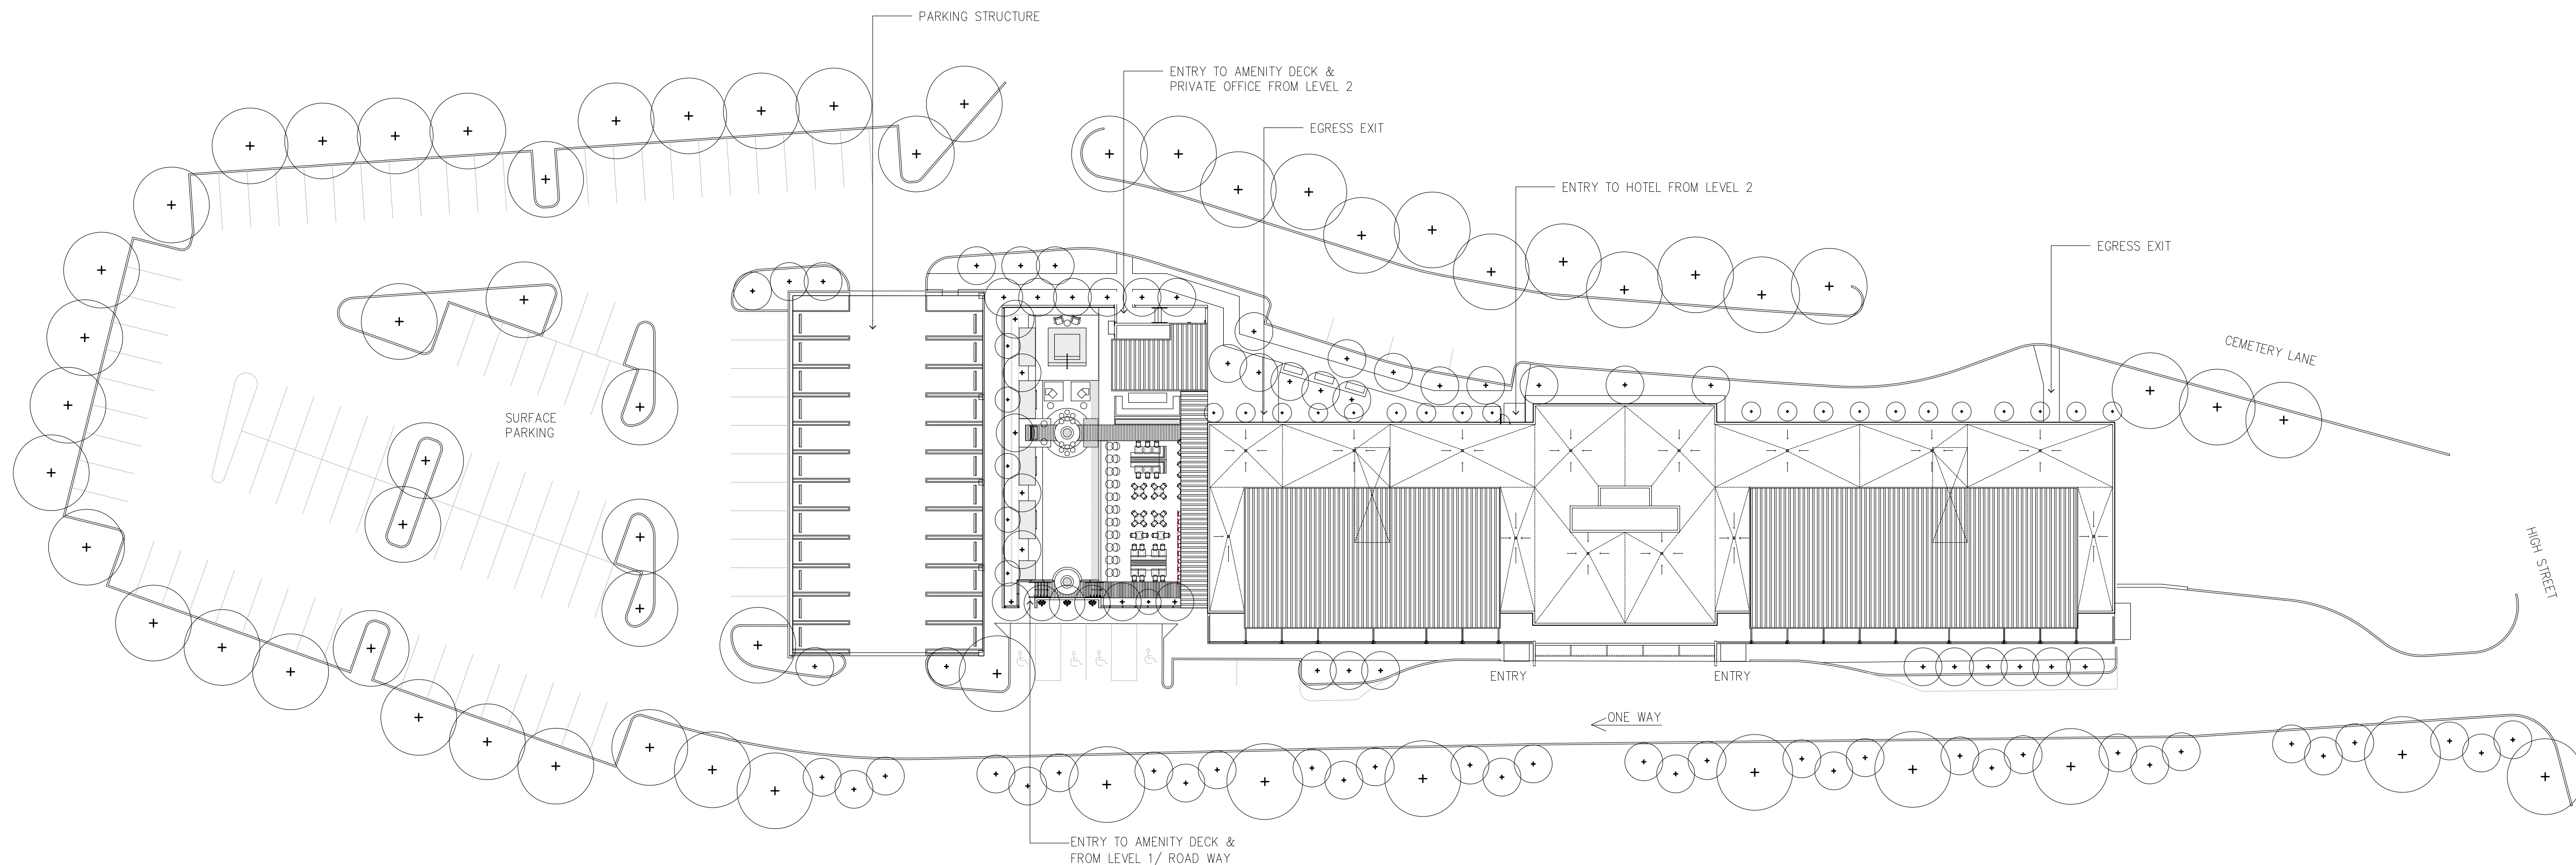 PARKING STRUCTURE
ENTRY TO AMENITY DECK &
PRIVATE OFFICE FROM LEVEL 2
EGRESS EXIT
ENTRY TO HOTEL FROM LEVEL 2
EGRESS EXIT
CEMETERY LANE
SURFACE
PARKING
HIGH STREET
ENTRY
ENTRY
ONE WAY
ENTRY TO AMENITY DECK &
FROM LEVEL 1/ ROAD WAY